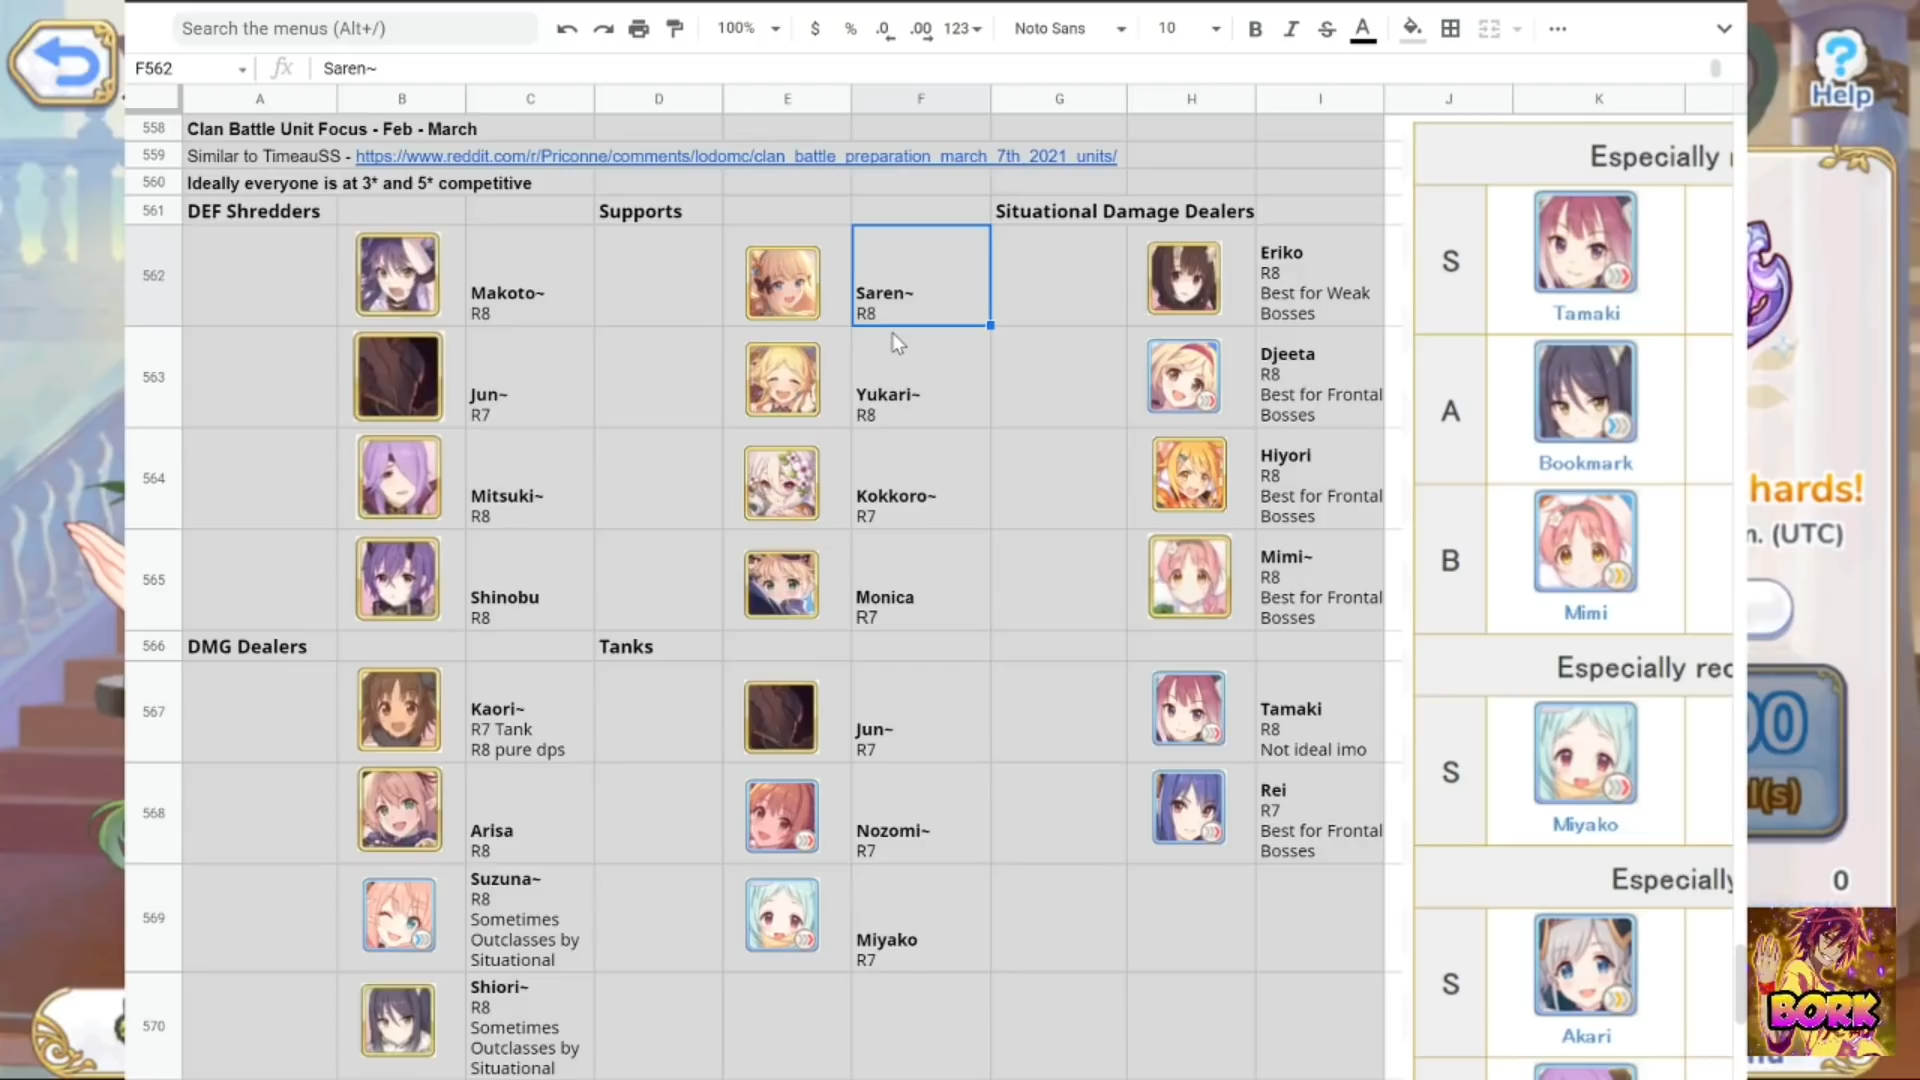 Search the menus (Alt+/)
100%
$
%
.0
.00
123
Noto Sans
10
B
I
S
A
Help
F562
fx
Saren~
A B C D E F G H I J K
558 Clan Battle Unit Focus - Feb - March
559 Similar to TimeauSS - https://www.reddit.com/r/Priconne/comments/lodomc/clan_battle_preparation_march_7th_2021_units/
560 Ideally everyone is at 3* and 5* competitive
561 DEF Shredders Supports Situational Damage Dealers
562
Makoto~
R8
Saren~
R8
Eriko
R8
Best for Weak
Bosses
563
Jun~
R7
Yukari~
R8
Djeeta
R8
Best for Frontal
Bosses
564
Mitsuki~
R8
Kokkoro~
R7
Hiyori
R8
Best for Frontal
Bosses
565
Shinobu
R8
Monica
R7
Mimi~
R8
Best for Frontal
Bosses
566 DMG Dealers Tanks
567
Kaori~
R7 Tank
R8 pure dps
Jun~
R7
Tamaki
R8
Not ideal imo
568
Arisa
R8
Nozomi~
R7
Rei
R7
Best for Frontal
Bosses
569
Suzuna~
R8
Sometimes
Outclasses by
Situational
Miyako
R7
570
Shiori~
R8
Sometimes
Outclasses by
Situational
Especially
S
Tamaki
A
Bookmark
B
Mimi
Especially rec
S
Miyako
Especially
S
Akari
hards!
n. (UTC)
00
l(s)
0
BORK